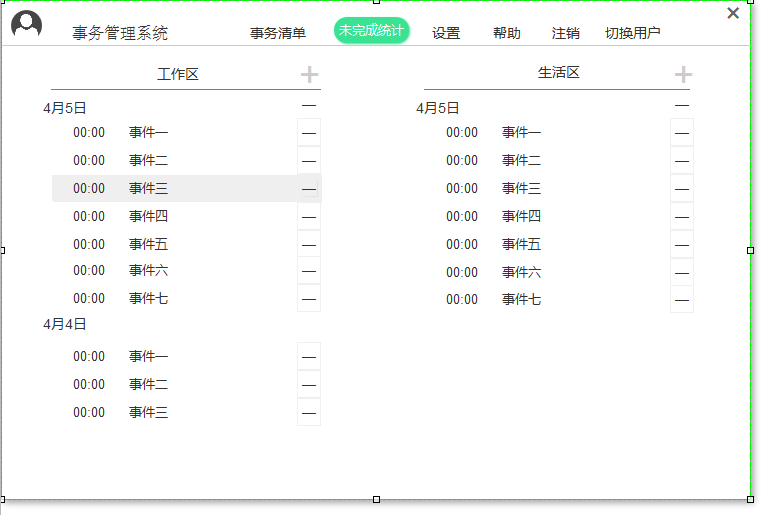 事务管理系统 事务清单 未完成统计 设置 帮助 注销 切换用户
工作区
4月5日
00:00 事件一
00:00 事件二
00:00 事件三
00:00 事件四
00:00 事件五
00:00 事件六
00:00 事件七
4月4日
00:00 事件一
00:00 事件二
00:00 事件三
生活区
4月5日
00:00 事件一
00:00 事件二
00:00 事件三
00:00 事件四
00:00 事件五
00:00 事件六
00:00 事件七